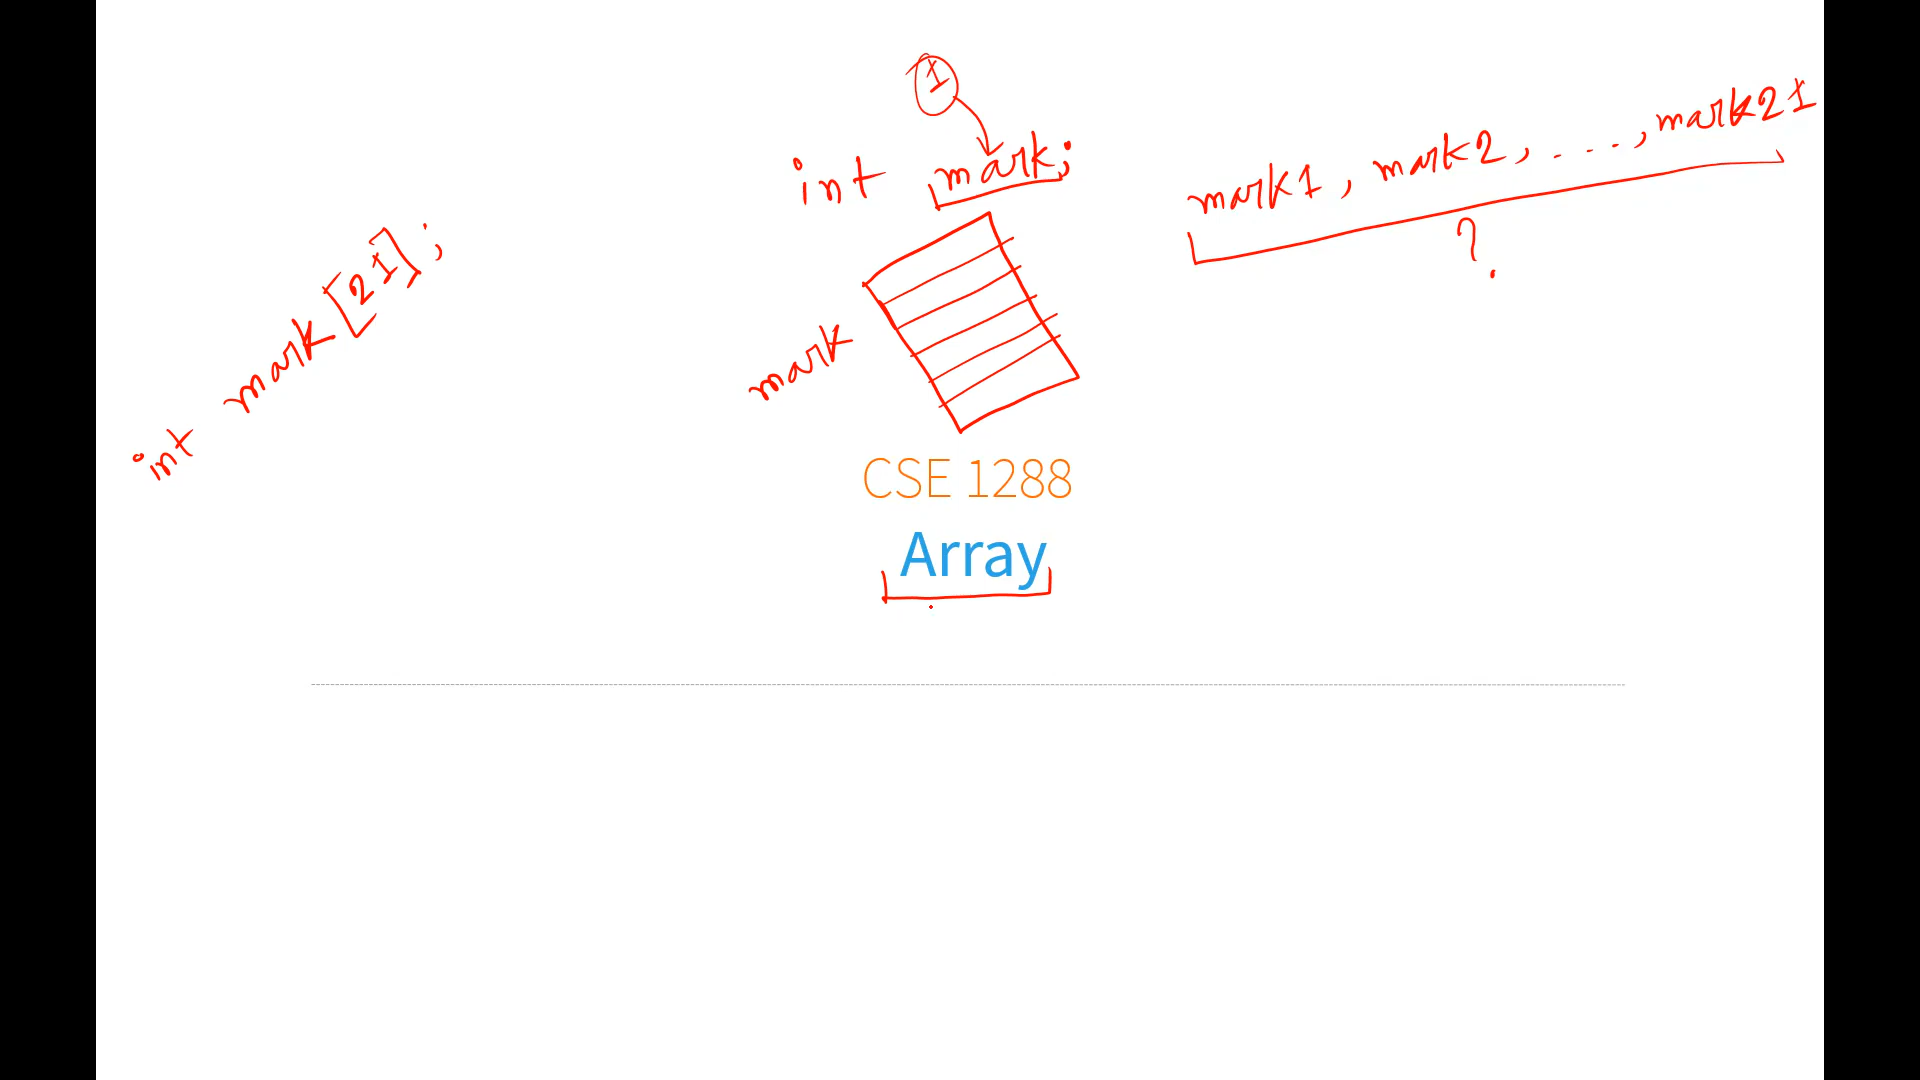 1
int mark;
mark1, mark2, ...., mark21
?
int mark[21];
mark
CSE 1288
Array